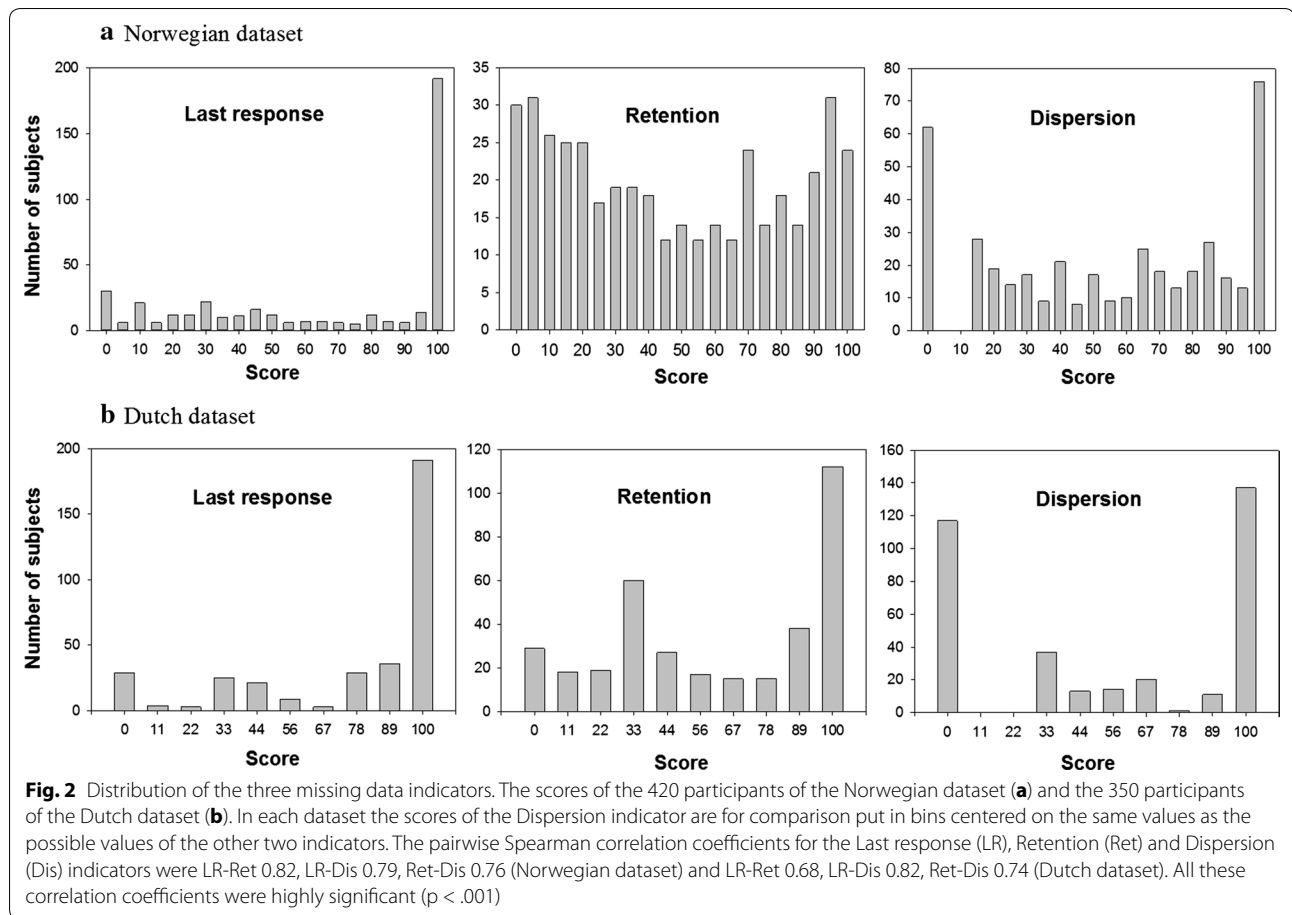 a Norwegian dataset
Number of subjects
200
150
100
50
0
Last response
0 10 20 30 40 50 60 70 80 90 100
Score
35
30
25
20
15
10
5
0
Retention
0 10 20 30 40 50 60 70 80 90 100
Score
80
70
60
50
40
30
20
10
0
Dispersion
0 10 20 30 40 50 60 70 80 90 100
Score
b Dutch dataset
Number of subjects
200
150
100
50
0
Last response
0 11 22 33 44 56 67 78 89 100
Score
120
100
80
60
40
20
0
Retention
0 11 22 33 44 56 67 78 89 100
Score
160
140
120
100
80
60
40
20
0
Dispersion
0 11 22 33 44 56 67 78 89 100
Score
Fig. 2 Distribution of the three missing data indicators. The scores of the 420 participants of the Norwegian dataset (a) and the 350 participants
of the Dutch dataset (b). In each dataset the scores of the Dispersion indicator are for comparison put in bins centered on the same values as the
possible values of the other two indicators. The pairwise Spearman correlation coefficients for the Last response (LR), Retention (Ret) and Dispersion
(Dis) indicators were LR-Ret 0.82, LR-Dis 0.79, Ret-Dis 0.76 (Norwegian dataset) and LR-Ret 0.68, LR-Dis 0.82, Ret-Dis 0.74 (Dutch dataset). All these
correlation coefficients were highly significant (p < .001)